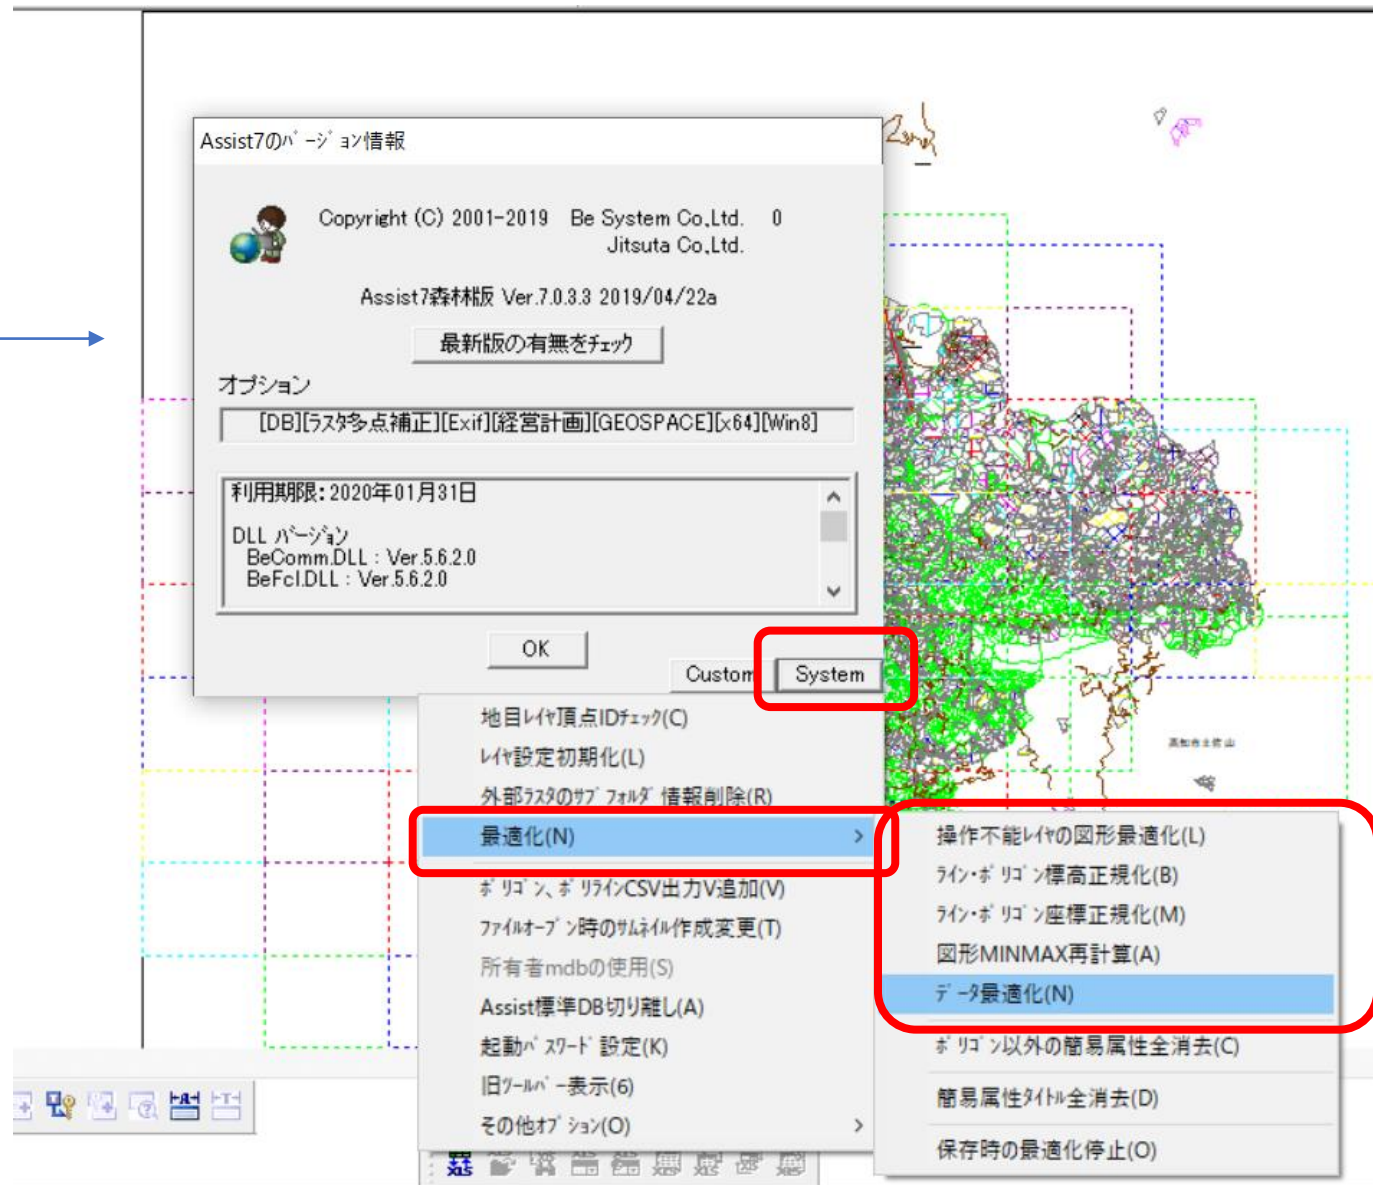 Assist7のﾊﾞｰｼﾞｮﾝ情報
Copyright (C) 2001-2019 Be System Co,Ltd. 0
Jitsuta Co,Ltd.
Assist7森林版 Ver.7.0.3.3 2019/04/22a
最新版の有無をﾁｪｯｸ
オプション
[DB][ﾗｽﾀ多点補正][Exif][経営計画][GEOSPACE][x64][Win8]
利用期限：2020年01月31日
DLL ﾊﾞｰｼﾞｮﾝ
BeComm.DLL : Ver.5.6.2.0
BeFcl.DLL : Ver.5.6.2.0
OK
Custom
System
地目ﾚｲﾔ頂点IDﾁｪｯｸ(C)
ﾚｲﾔ設定初期化(L)
外部ﾗｽﾀのｻﾌﾞﾌｫﾙﾀﾞ情報削除(R)
最適化(N)
ﾎﾟﾘｺﾞﾝ、ﾎﾟﾘﾗｲﾝCSV出力V追加(V)
ﾌｧｲﾙｵｰﾌﾟﾝ時のｻﾑﾈｲﾙ作成変更(T)
所有者mdbの使用(S)
Assist標準DB切り離し(A)
起動ﾊﾟｽﾜｰﾄﾞ設定(K)
旧ﾂｰﾙﾊﾞｰ表示(6)
その他ｵﾌﾟｼｮﾝ(O)
操作不能ﾚｲﾔの図形最適化(L)
ﾗｲﾝ・ﾎﾟﾘｺﾞﾝ標高正規化(B)
ﾗｲﾝ・ﾎﾟﾘｺﾞﾝ座標正規化(M)
図形MINMAX再計算(A)
ﾃﾞｰﾀ最適化(N)
ﾎﾟﾘｺﾞﾝ以外の簡易属性全消去(C)
簡易属性ﾀｲﾄﾙ全消去(D)
保存時の最適化停止(O)
高知市土佐山
XLS